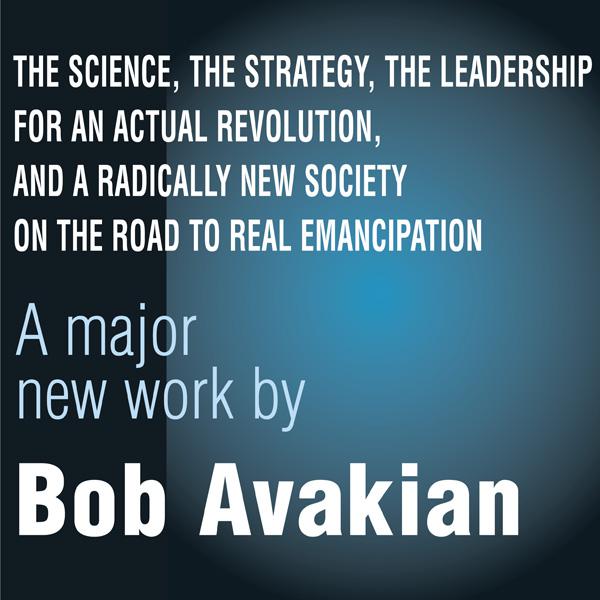 THE SCIENCE, THE STRATEGY, THE LEADERSHIP
FOR AN ACTUAL REVOLUTION,
AND A RADICALLY NEW SOCIETY
ON THE ROAD TO REAL EMANCIPATION
A major
new work by
Bob Avakian